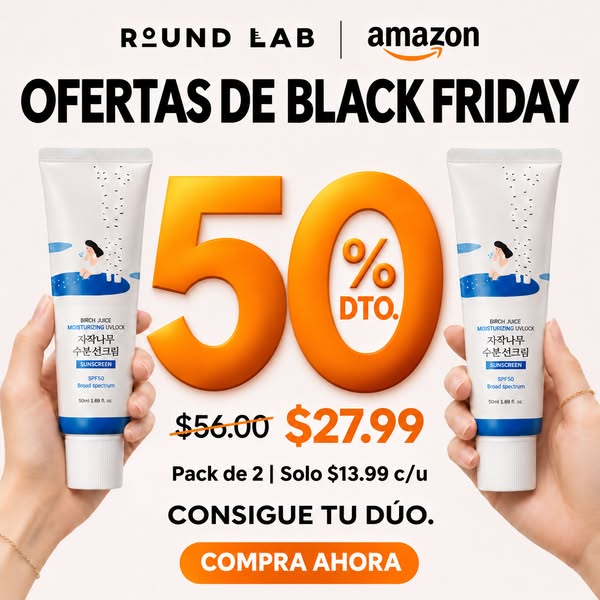 ROUND LAB | amazon
OFERTAS DE BLACK FRIDAY
50
%
DTO.
BIRCH JUICE
MOISTURIZING UVLOCK
자작나무
수분선크림
SUNSCREEN
SPF50
Broad spectrum
50ml 1.69 fl. oz.
BIRCH JUICE
MOISTURIZING UVLOCK
자작나무
수분선크림
SUNSCREEN
SPF50
Broad spectrum
50ml 1.69 fl. oz.
$56.00 $27.99
Pack de 2 | Solo $13.99 c/u
CONSIGUE TU DÚO.
COMPRA AHORA